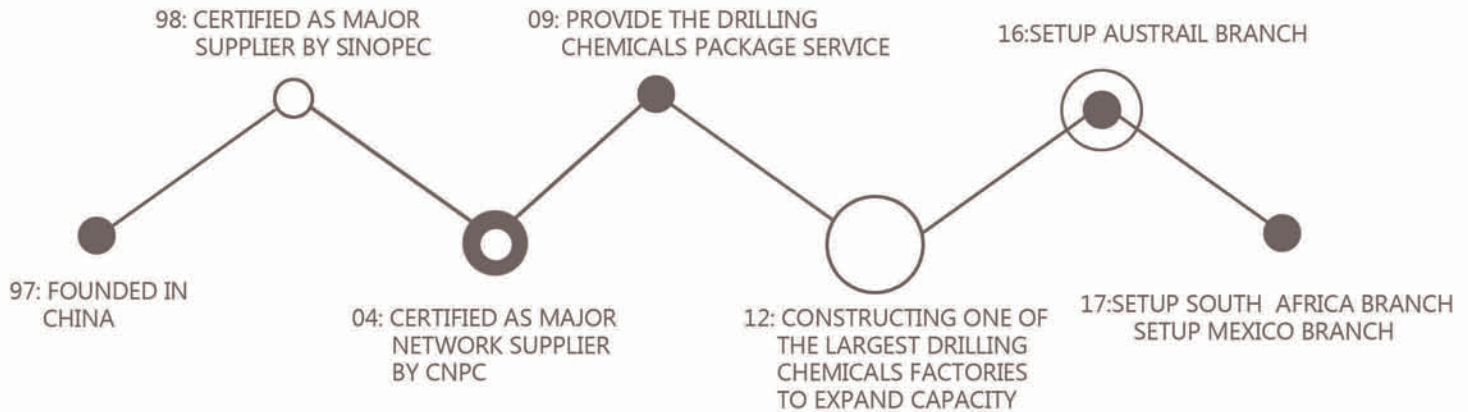 98: CERTIFIED AS MAJOR
SUPPLIER BY SINOPEC
09: PROVIDE THE DRILLING
CHEMICALS PACKAGE SERVICE
16:SETUP AUSTRAIL BRANCH
97: FOUNDED IN
CHINA
04: CERTIFIED AS MAJOR
NETWORK SUPPLIER
BY CNPC
12: CONSTRUCTING ONE OF
THE LARGEST DRILLING
CHEMICALS FACTORIES
TO EXPAND CAPACITY
17:SETUP SOUTH AFRICA BRANCH
SETUP MEXICO BRANCH